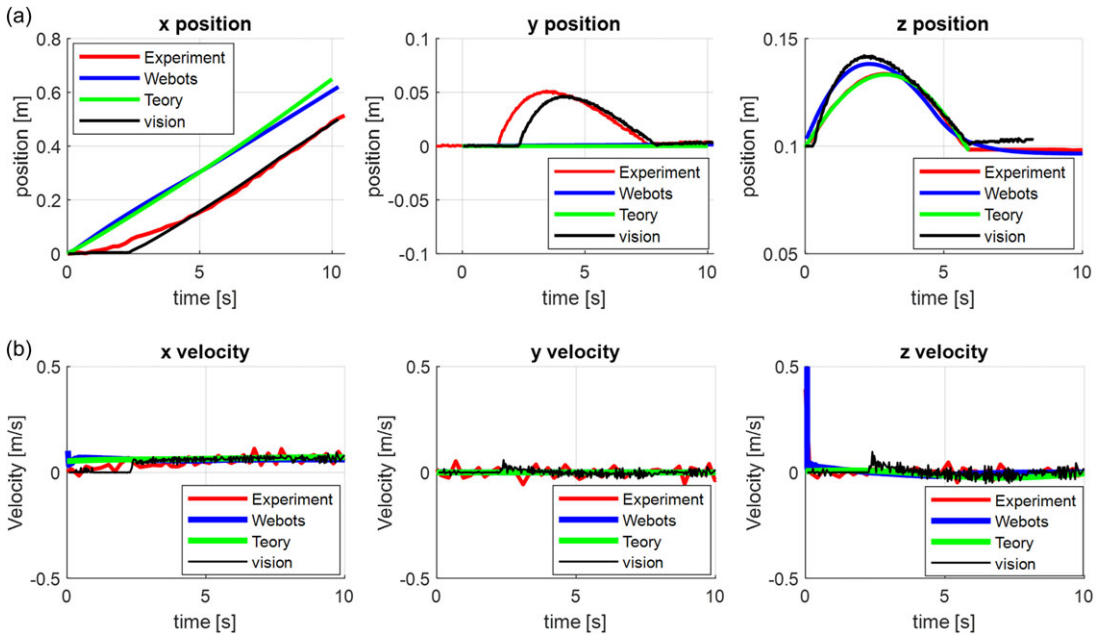 (a)
x position
0.8
0.6
0.4
0.2
0
0
5
10
position [m]
time [s]
Experiment
Webots
Teory
vision
y position
0.1
0.05
0
-0.05
-0.1
0
5
10
position [m]
time [s]
Experiment
Webots
Teory
vision
z position
0.15
0.1
0.05
0
5
10
position [m]
time [s]
Experiment
Webots
Teory
vision
(b)
x velocity
0.5
0
-0.5
0
5
10
Velocity [m/s]
time [s]
Experiment
Webots
Teory
vision
y velocity
0.5
0
-0.5
0
5
10
Velocity [m/s]
time [s]
Experiment
Webots
Teory
vision
z velocity
0.5
0
-0.5
0
5
10
Velocity [m/s]
time [s]
Experiment
Webots
Teory
vision